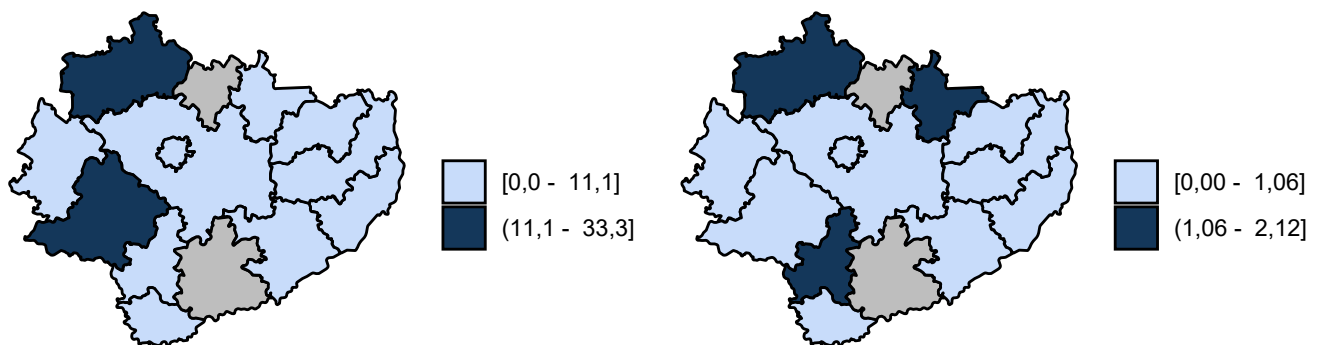 [0,0 -  11,1]
(11,1 -  33,3]
[0,00 -  1,06]
(1,06 -  2,12]